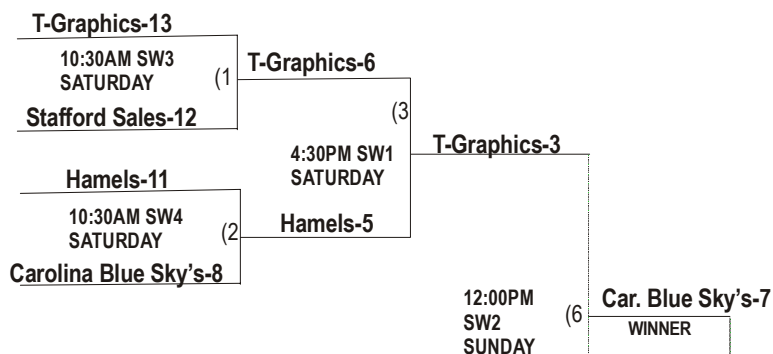 T-Graphics-13
10:30AM SW3
SATURDAY
(1
T-Graphics-6
Stafford Sales-12
(3
4:30PM SW1
SATURDAY
T-Graphics-3
Hamels-11
10:30AM SW4
SATURDAY
(2
Hamels-5
Carolina Blue Sky's-8
12:00PM
SW2
SUNDAY
(6
Car. Blue Sky's-7
WINNER